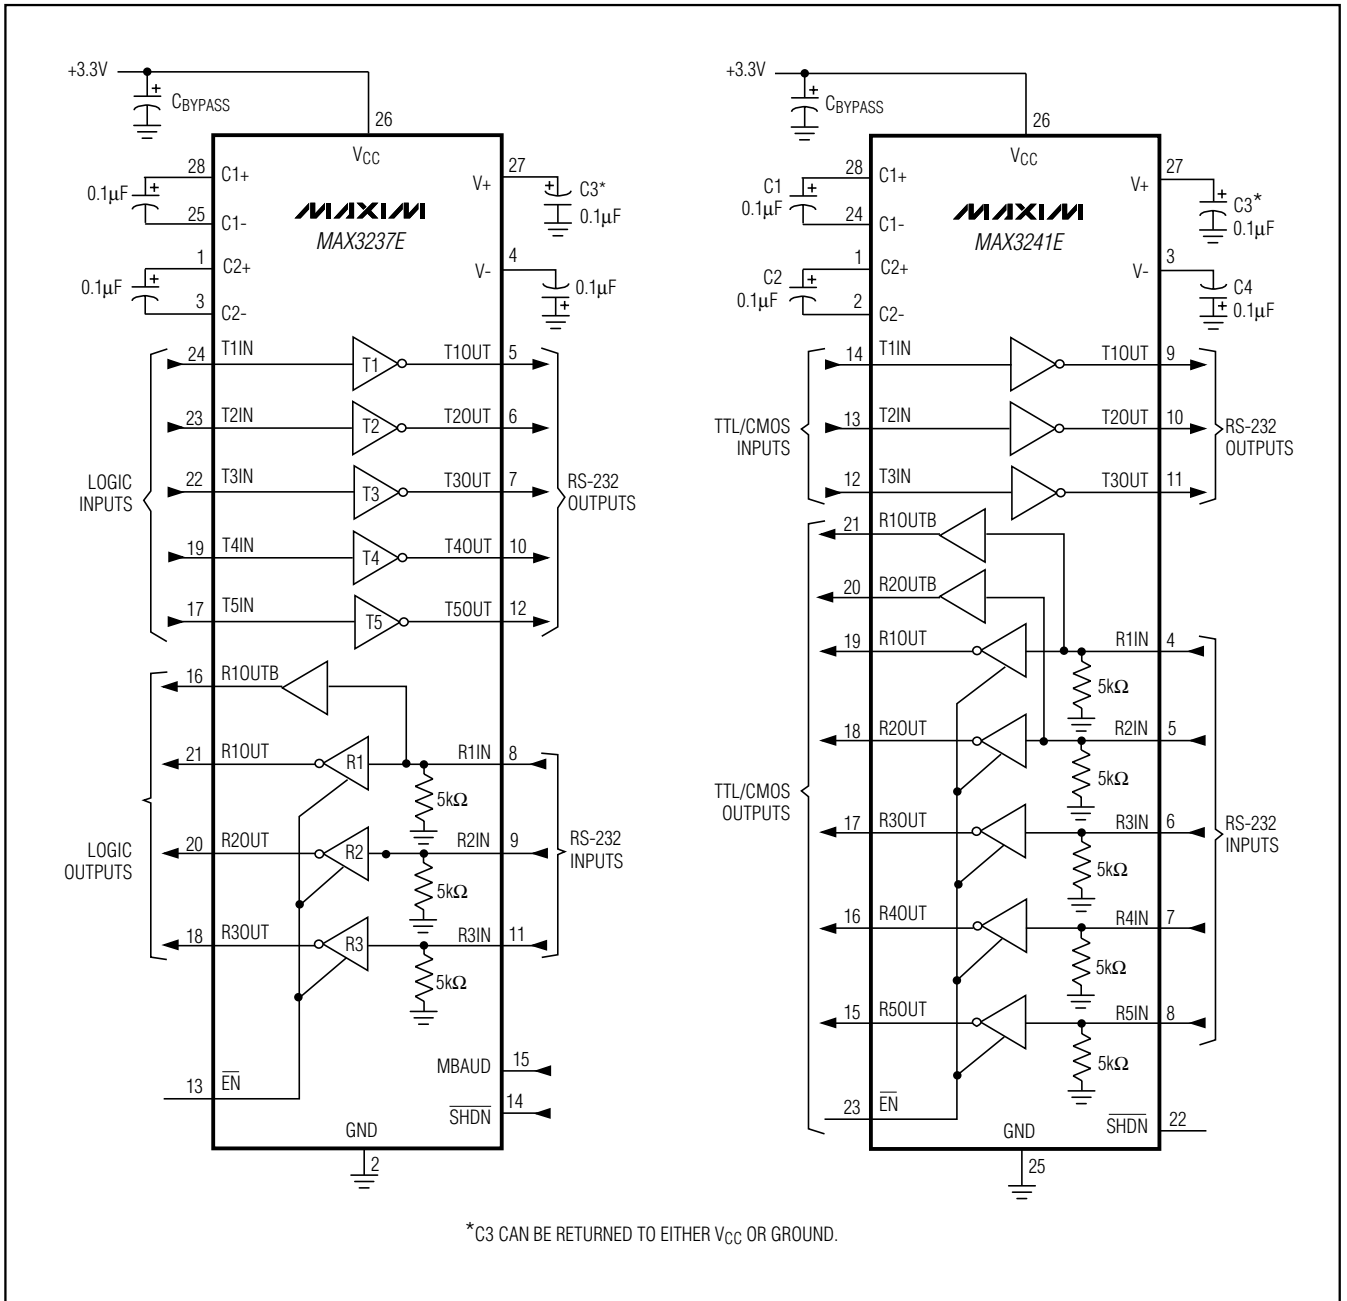 +3.3V
CBYPASS
26
VCC
28
C1+
0.1µF
25
C1-
1
C2+
0.1µF
3
C2-
27
V+
C3*
0.1µF
4
V-
0.1µF
MAXIM
MAX3237E
24
T1IN
T1
T1OUT
5
23
T2IN
T2
T2OUT
6
22
T3IN
T3
T3OUT
7
19
T4IN
T4
T4OUT
10
17
T5IN
T5
T5OUT
12
LOGIC
INPUTS
RS-232
OUTPUTS
16
R1OUTB
21
R1OUT
R1
R1IN
8
5kΩ
20
R2OUT
R2
R2IN
9
5kΩ
18
R3OUT
R3
R3IN
11
5kΩ
LOGIC
OUTPUTS
RS-232
INPUTS
MBAUD
15
13
EN
SHDN
14
GND
2
+3.3V
CBYPASS
26
VCC
28
C1+
C1
0.1µF
24
C1-
1
C2+
C2
0.1µF
2
C2-
27
V+
C3*
0.1µF
3
V-
C4
0.1µF
MAXIM
MAX3241E
14
T1IN
T1OUT
9
13
T2IN
T2OUT
10
12
T3IN
T3OUT
11
TTL/CMOS
INPUTS
RS-232
OUTPUTS
21
R1OUTB
20
R2OUTB
19
R1OUT
R1IN
4
5kΩ
18
R2OUT
R2IN
5
5kΩ
17
R3OUT
R3IN
6
5kΩ
16
R4OUT
R4IN
7
5kΩ
15
R5OUT
R5IN
8
5kΩ
TTL/CMOS
OUTPUTS
RS-232
INPUTS
23
EN
SHDN
22
GND
25
*C3 CAN BE RETURNED TO EITHER VCC OR GROUND.